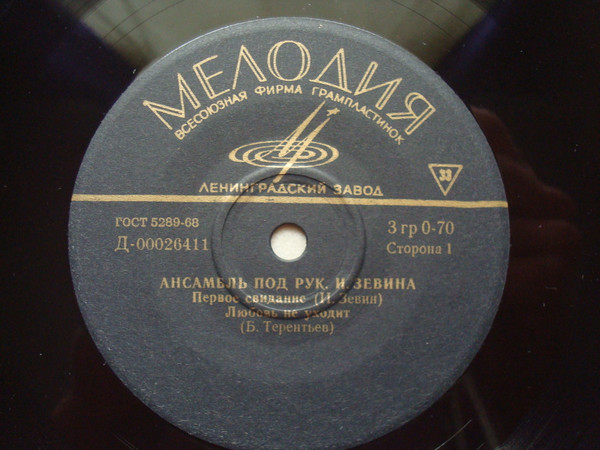 МЕЛОДИЯ
ВСЕСОЮЗНАЯ ФИРМА ГРАМПЛАСТИНОК
ЛЕНИНГРАДСКИЙ ЗАВОД
33
ГОСТ 5289-68
3 гр 0-70
Д-00026411
Сторона 1
АНСАМБЛЬ ПОД РУК. И. ЗЕВИНА
Первое свидание (И. Зевин)
Любовь не уходит
(Б. Терентьев)